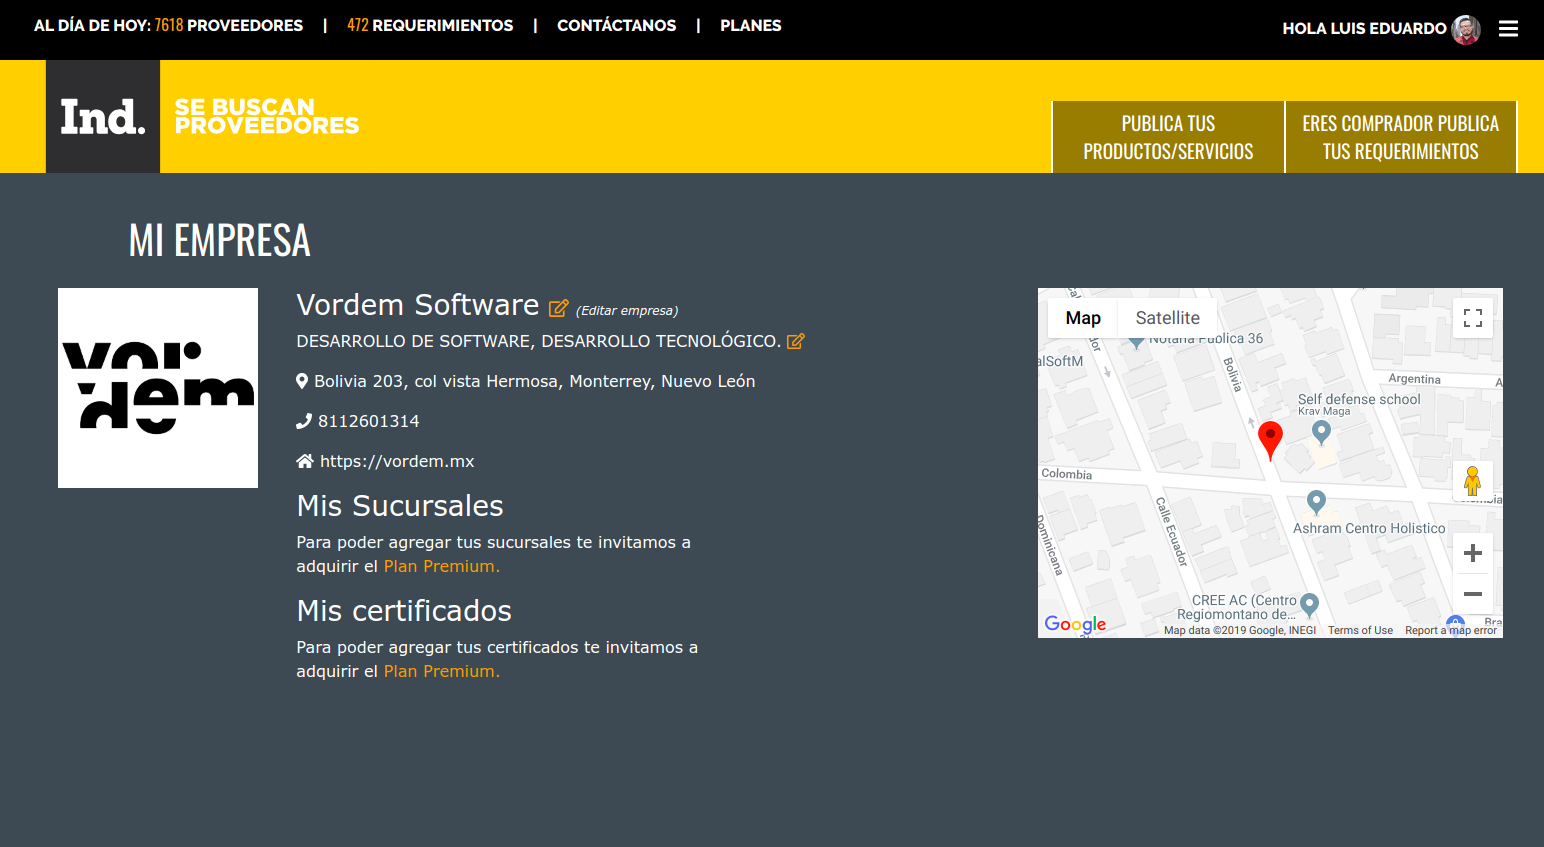 AL DÍA DE HOY: 7618 PROVEEDORES | 472 REQUERIMIENTOS | CONTÁCTANOS | PLANES
HOLA LUIS EDUARDO
Ind.
SE BUSCAN
PROVEEDORES
PUBLICA TUS
PRODUCTOS/SERVICIOS
ERES COMPRADOR PUBLICA
TUS REQUERIMIENTOS
MI EMPRESA
vordem
Vordem Software (Editar empresa)
DESARROLLO DE SOFTWARE, DESARROLLO TECNOLÓGICO.
Bolivia 203, col vista Hermosa, Monterrey, Nuevo León
8112601314
https://vordem.mx
Mis Sucursales
Para poder agregar tus sucursales te invitamos a
adquirir el Plan Premium.
Mis certificados
Para poder agregar tus certificados te invitamos a
adquirir el Plan Premium.
Map
Satellite
Notaria Publica 36
alSoftM
Bolivia
Argentina
Self defense school
Krav Maga
Colombia
Calle Ecuador
Dominicana
Ashram Centro Holistico
CREE AC (Centro
Regiomontano de...
Bra
Google
Map data ©2019 Google, INEGI
Terms of Use
Report a map error